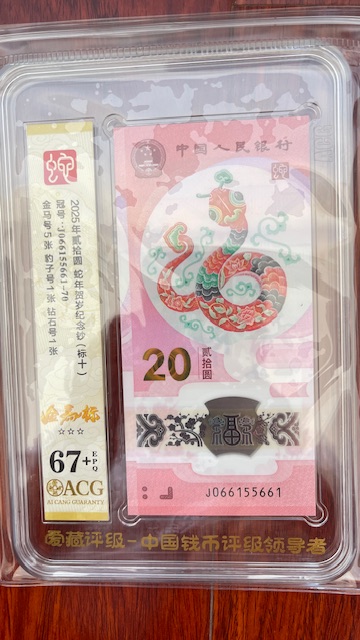 蛇
2025年贰拾圆 蛇年贺岁纪念钞(标十)
冠号:J066155661-70
金马号5张 豹子号1张 钻石号1张
金马标
☆☆☆
67+ EPQ
ACG
AI CANG GUARANTY
中国人民银行
20 贰拾圆
福
J066155661
爱藏评级-中国钱币评级领导者